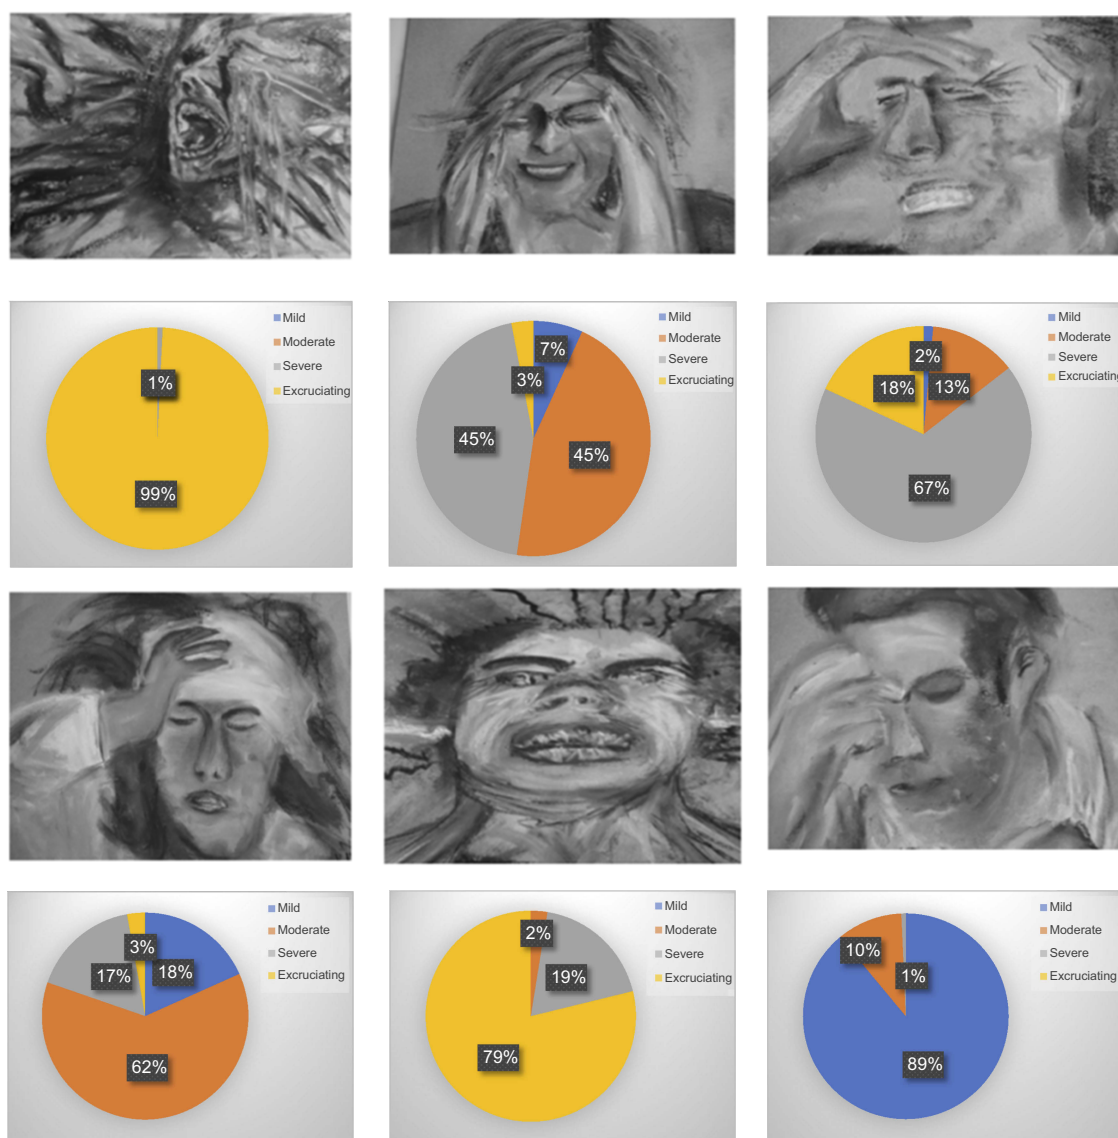 Mild
Moderate
Severe
Excruciating
1%
99%
Mild
Moderate
Severe
Excruciating
7%
3%
45%
45%
Mild
Moderate
Severe
Excruciating
2%
18%
13%
67%
Mild
Moderate
Severe
Excruciating
3%
17%
18%
62%
Mild
Moderate
Severe
Excruciating
2%
19%
79%
Mild
Moderate
Severe
Excruciating
10%
1%
89%